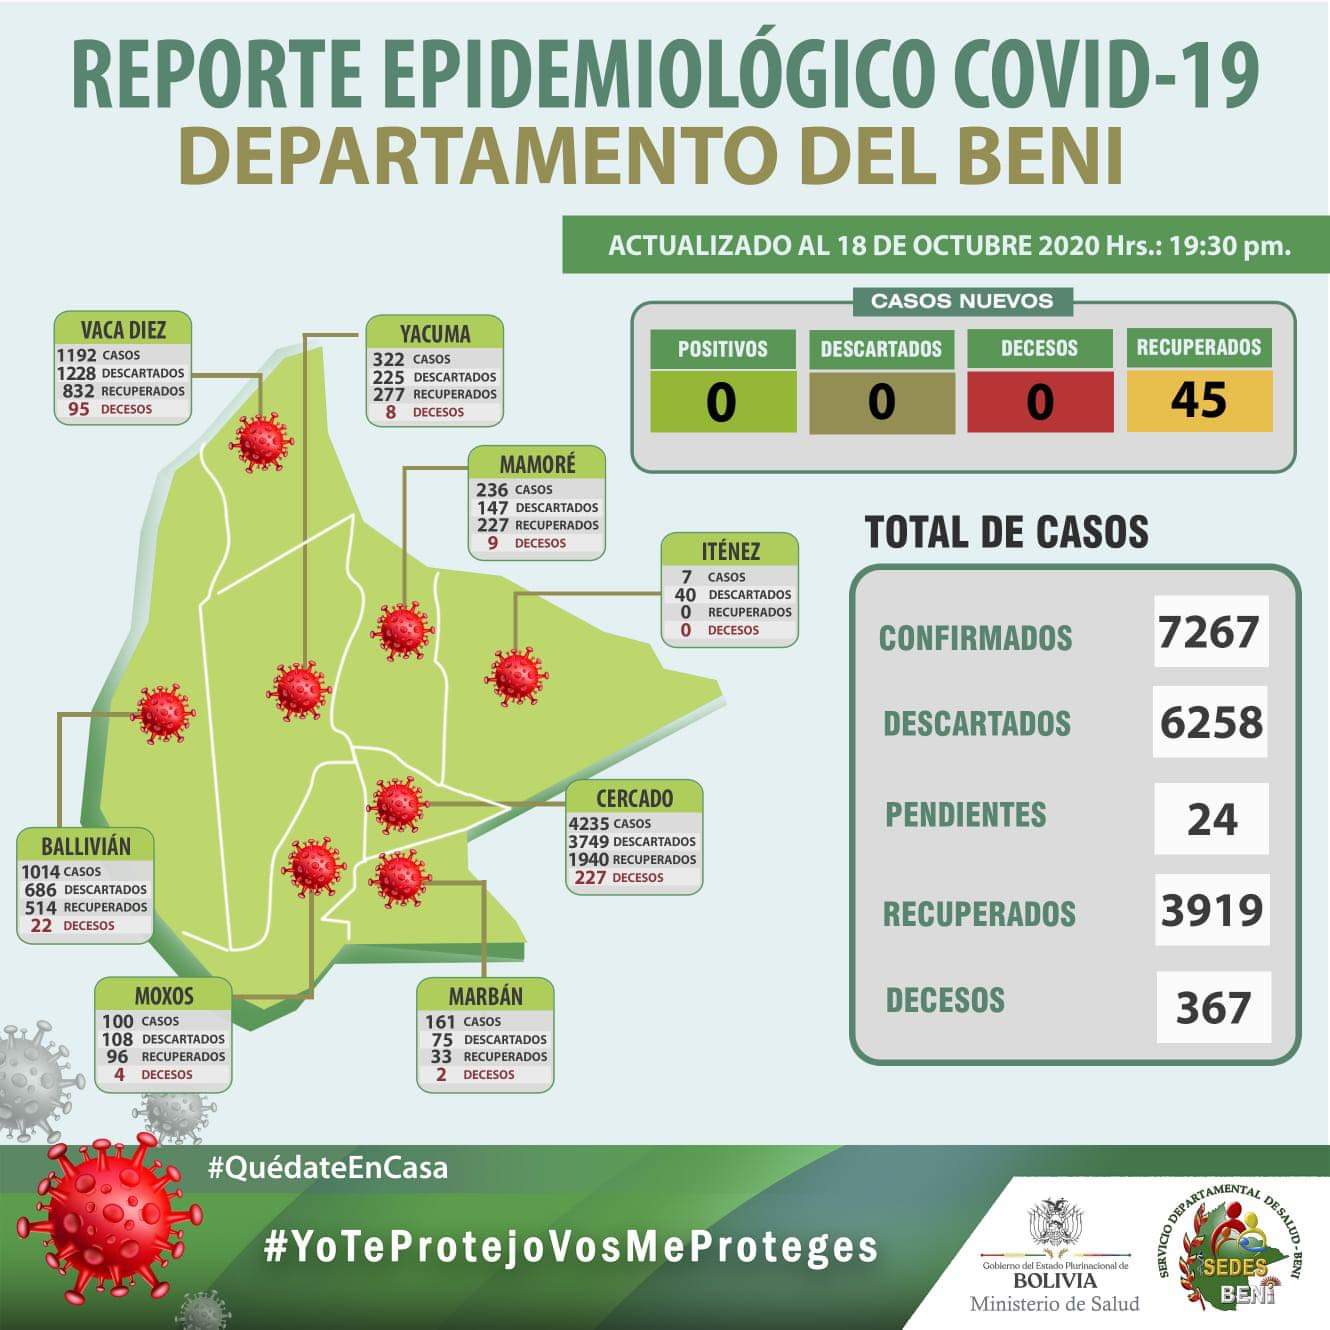 REPORTE EPIDEMIOLÓGICO COVID-19
DEPARTAMENTO DEL BENI
ACTUALIZADO AL 18 DE OCTUBRE 2020 Hrs.: 19:30 pm.
CASOS NUEVOS
POSITIVOS
0
DESCARTADOS
0
DECESOS
0
RECUPERADOS
45
VACA DIEZ
1192 CASOS
1228 DESCARTADOS
832 RECUPERADOS
95 DECESOS
YACUMA
322 CASOS
225 DESCARTADOS
277 RECUPERADOS
8 DECESOS
MAMORÉ
236 CASOS
147 DESCARTADOS
227 RECUPERADOS
9 DECESOS
ITÉNEZ
7 CASOS
40 DESCARTADOS
0 RECUPERADOS
0 DECESOS
CERCADO
4235 CASOS
3749 DESCARTADOS
1940 RECUPERADOS
227 DECESOS
BALLIVIÁN
1014 CASOS
686 DESCARTADOS
514 RECUPERADOS
22 DECESOS
MOXOS
100 CASOS
108 DESCARTADOS
96 RECUPERADOS
4 DECESOS
MARBÁN
161 CASOS
75 DESCARTADOS
33 RECUPERADOS
2 DECESOS
TOTAL DE CASOS
CONFIRMADOS 7267
DESCARTADOS 6258
PENDIENTES 24
RECUPERADOS 3919
DECESOS 367
#QuédateEnCasa
#YoTeProtejoVosMeProteges
Gobierno del Estado Plurinacional de
BOLIVIA
Ministerio de Salud
SERVICIO DEPARTAMENTAL DE SALUD - BENI
SEDES
BENi